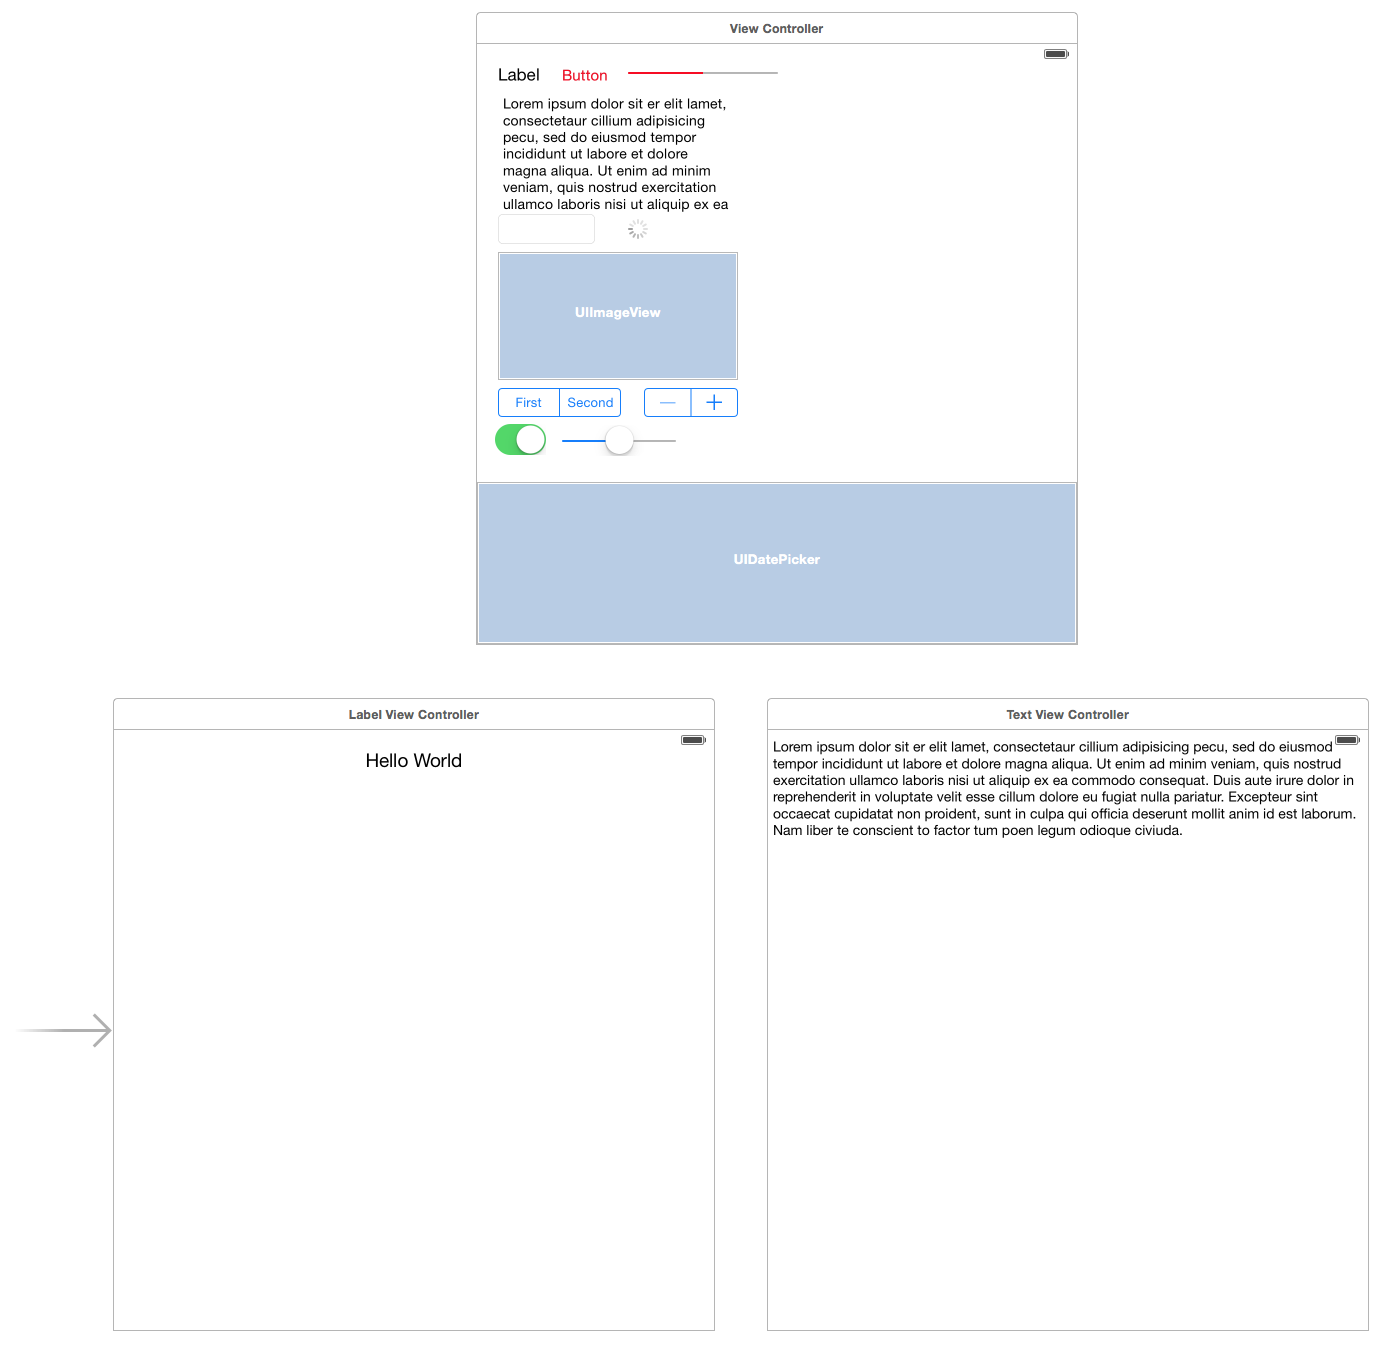 View Controller
Label Button
Lorem ipsum dolor sit er elit lamet,
consectetaur cillium adipisicing
pecu, sed do eiusmod tempor
incididunt ut labore et dolore
magna aliqua. Ut enim ad minim
veniam, quis nostrud exercitation
ullamco laboris nisi ut aliquip ex ea
UIImageView
First Second
UIDatePicker
Label View Controller
Hello World
Text View Controller
Lorem ipsum dolor sit er elit lamet, consectetaur cillium adipisicing pecu, sed do eiusmod
tempor incididunt ut labore et dolore magna aliqua. Ut enim ad minim veniam, quis nostrud
exercitation ullamco laboris nisi ut aliquip ex ea commodo consequat. Duis aute irure dolor in
reprehenderit in voluptate velit esse cillum dolore eu fugiat nulla pariatur. Excepteur sint
occaecat cupidatat non proident, sunt in culpa qui officia deserunt mollit anim id est laborum.
Nam liber te conscient to factor tum poen legum odioque civiuda.